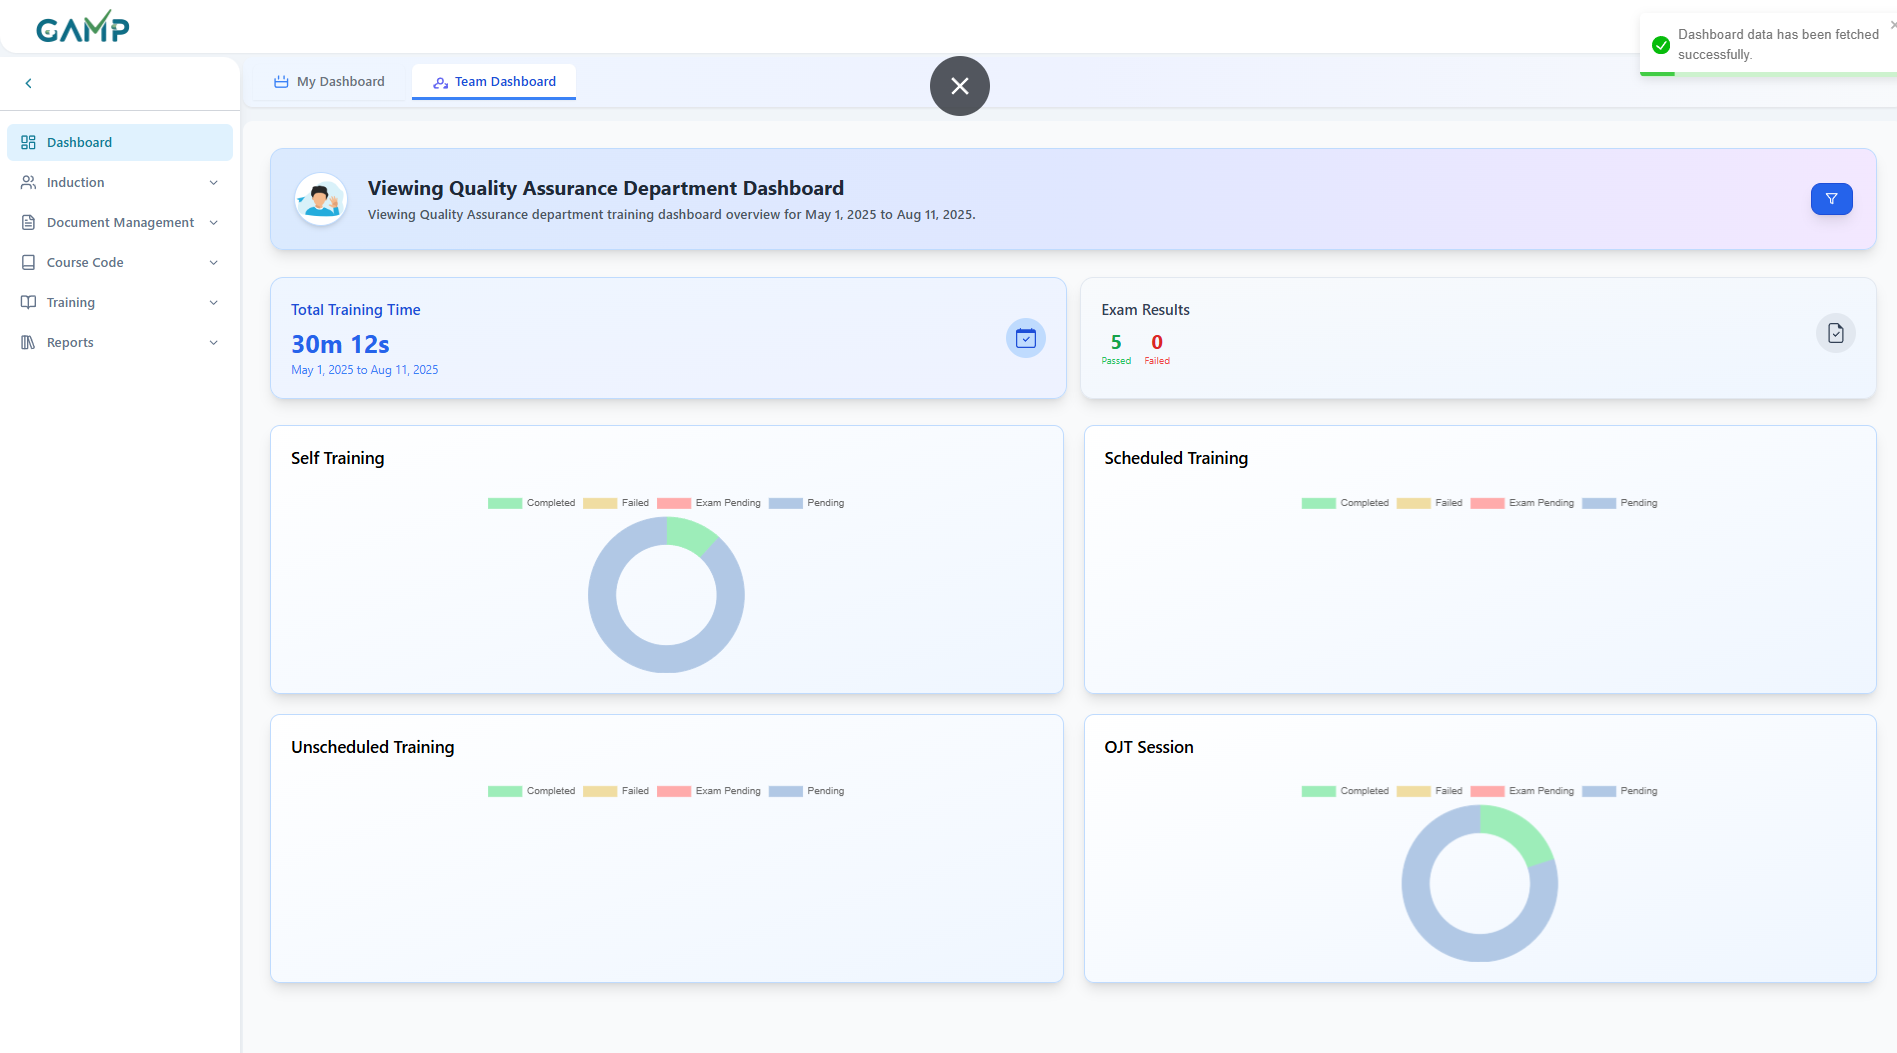 GAMP
Dashboard data has been fetched
successfully.
My Dashboard
Team Dashboard
Dashboard
Induction
Document Management
Course Code
Training
Reports
Viewing Quality Assurance Department Dashboard
Viewing Quality Assurance department training dashboard overview for May 1, 2025 to Aug 11, 2025.
Total Training Time
30m 12s
May 1, 2025 to Aug 11, 2025
Exam Results
5 0
Passed Failed
Self Training
Completed Failed Exam Pending Pending
Scheduled Training
Completed Failed Exam Pending Pending
Unscheduled Training
Completed Failed Exam Pending Pending
OJT Session
Completed Failed Exam Pending Pending